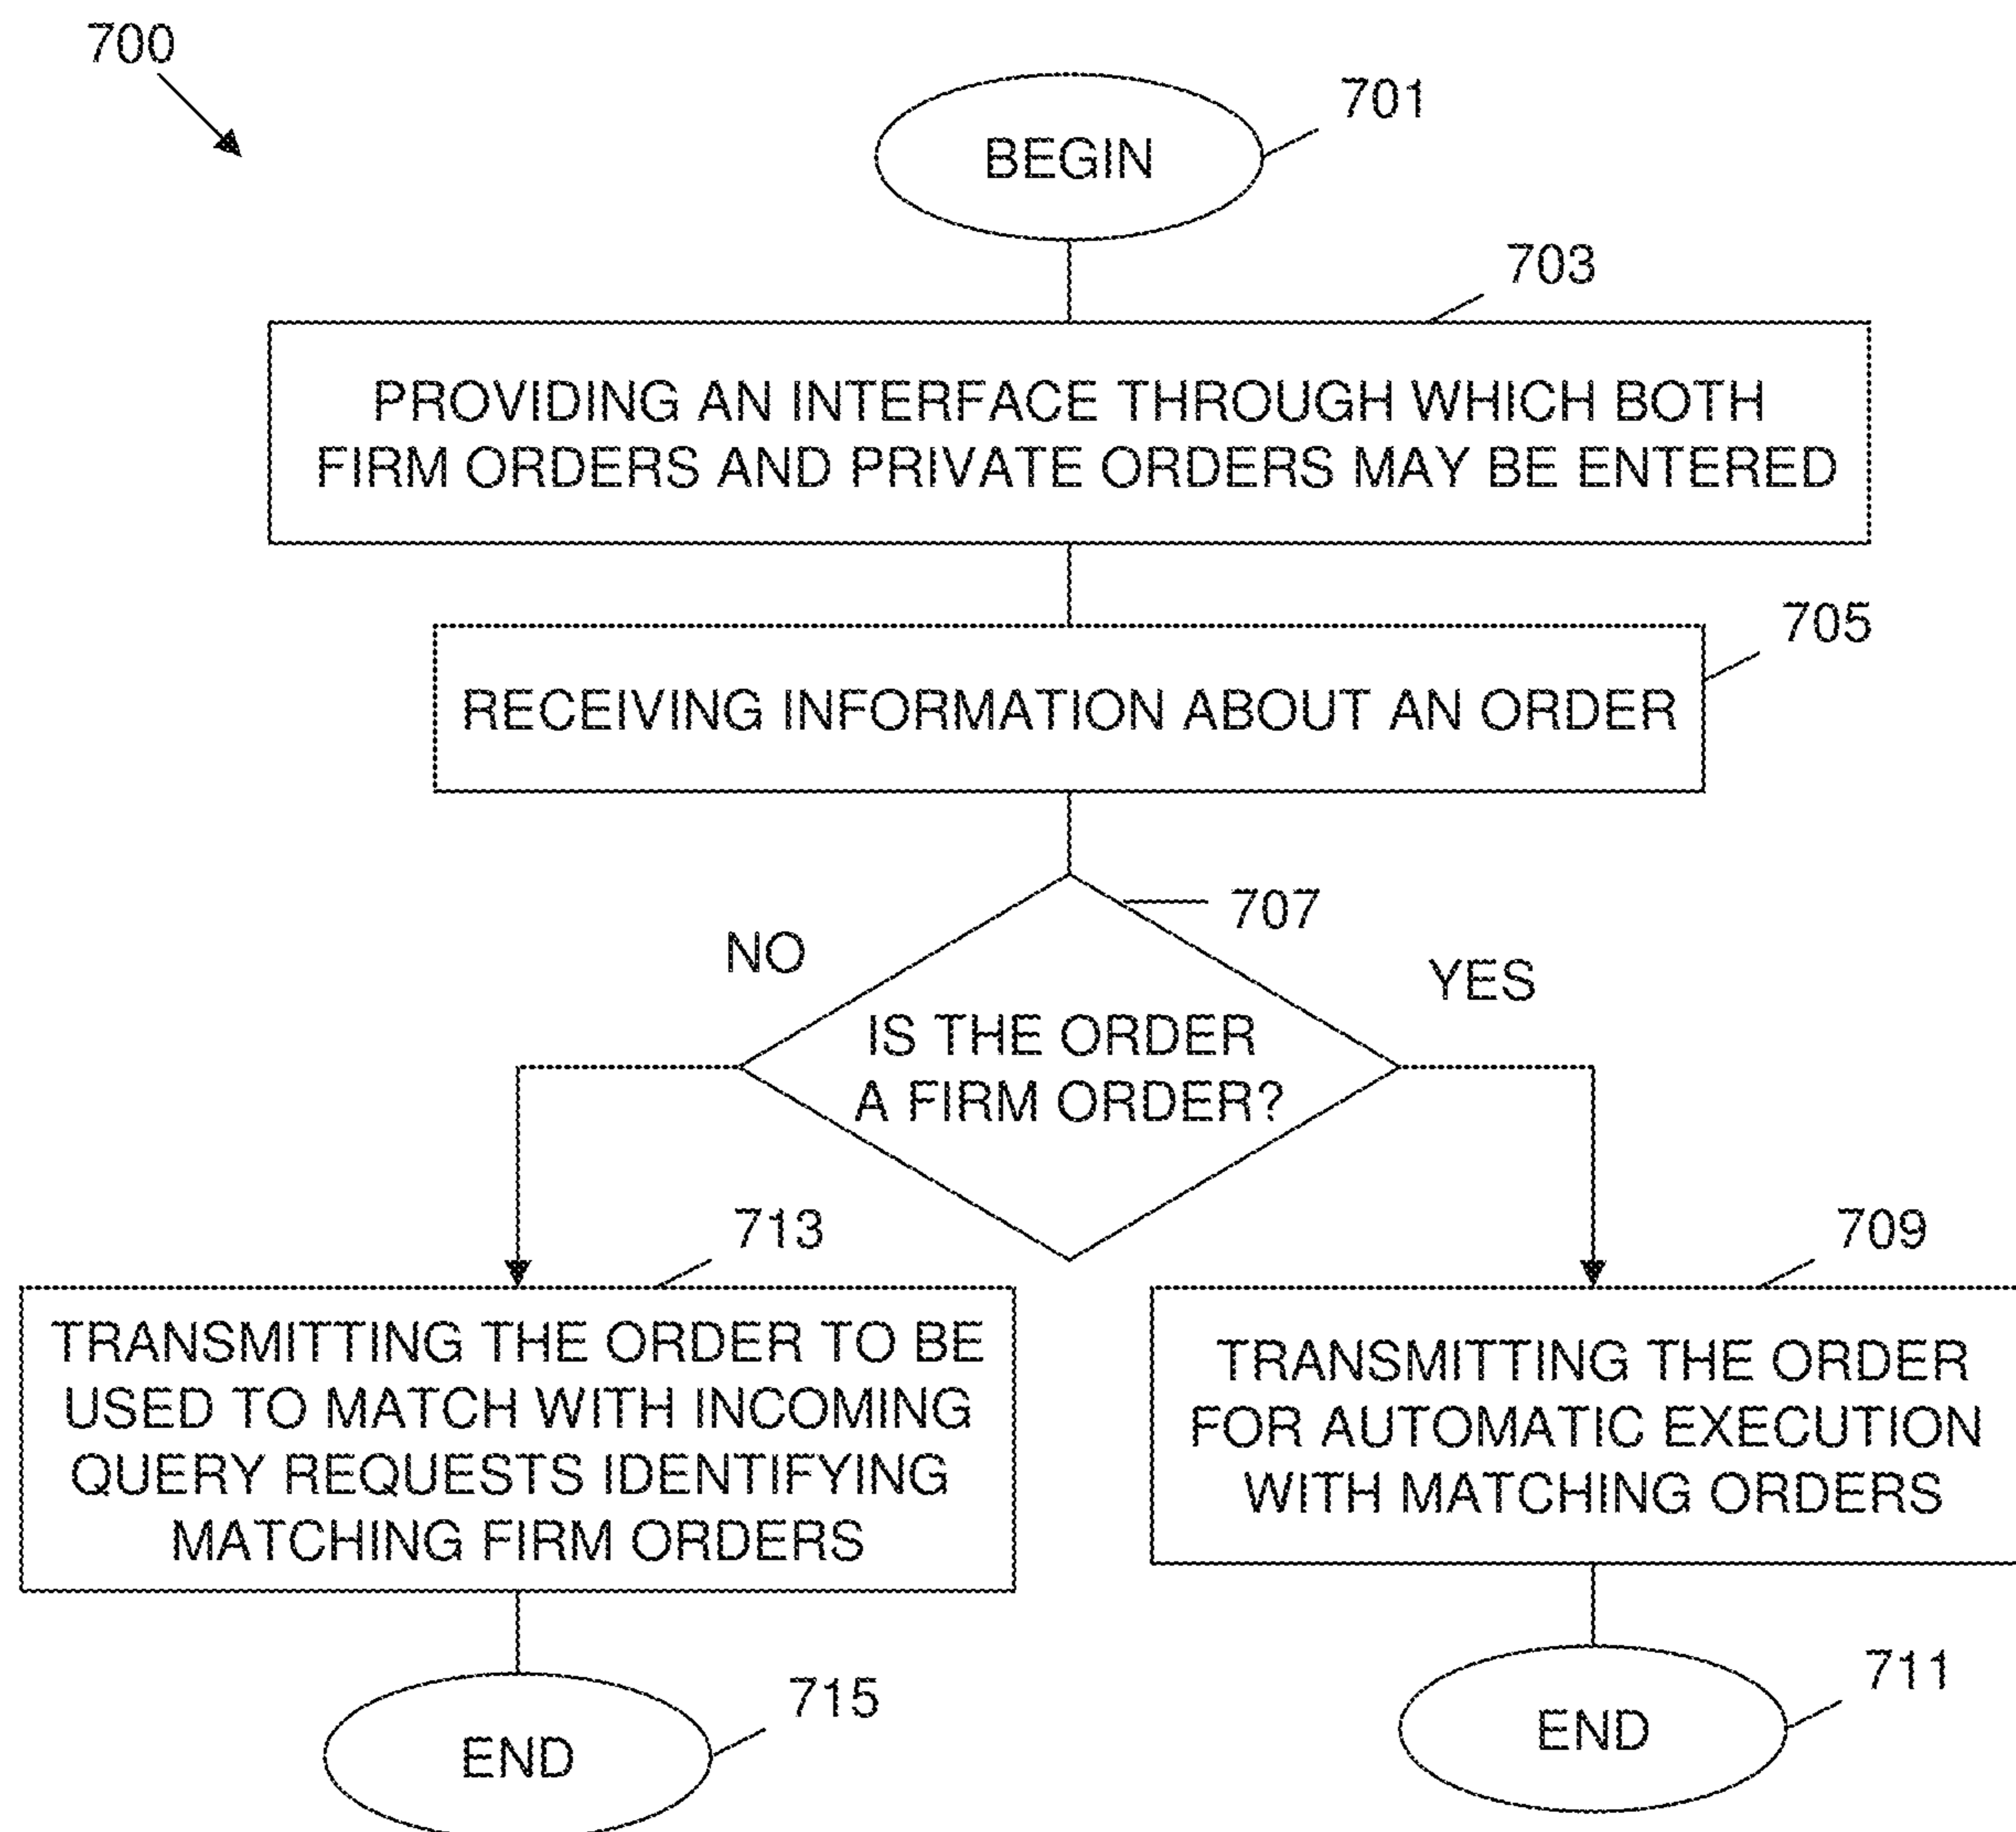 700
701
BEGIN
703
PROVIDING AN INTERFACE THROUGH WHICH BOTH
FIRM ORDERS AND PRIVATE ORDERS MAY BE ENTERED
705
RECEIVING INFORMATION ABOUT AN ORDER
707
NO
YES
IS THE ORDER
A FIRM ORDER?
713
TRANSMITTING THE ORDER TO BE
USED TO MATCH WITH INCOMING
QUERY REQUESTS IDENTIFYING
MATCHING FIRM ORDERS
709
TRANSMITTING THE ORDER
FOR AUTOMATIC EXECUTION
WITH MATCHING ORDERS
715
END
711
END